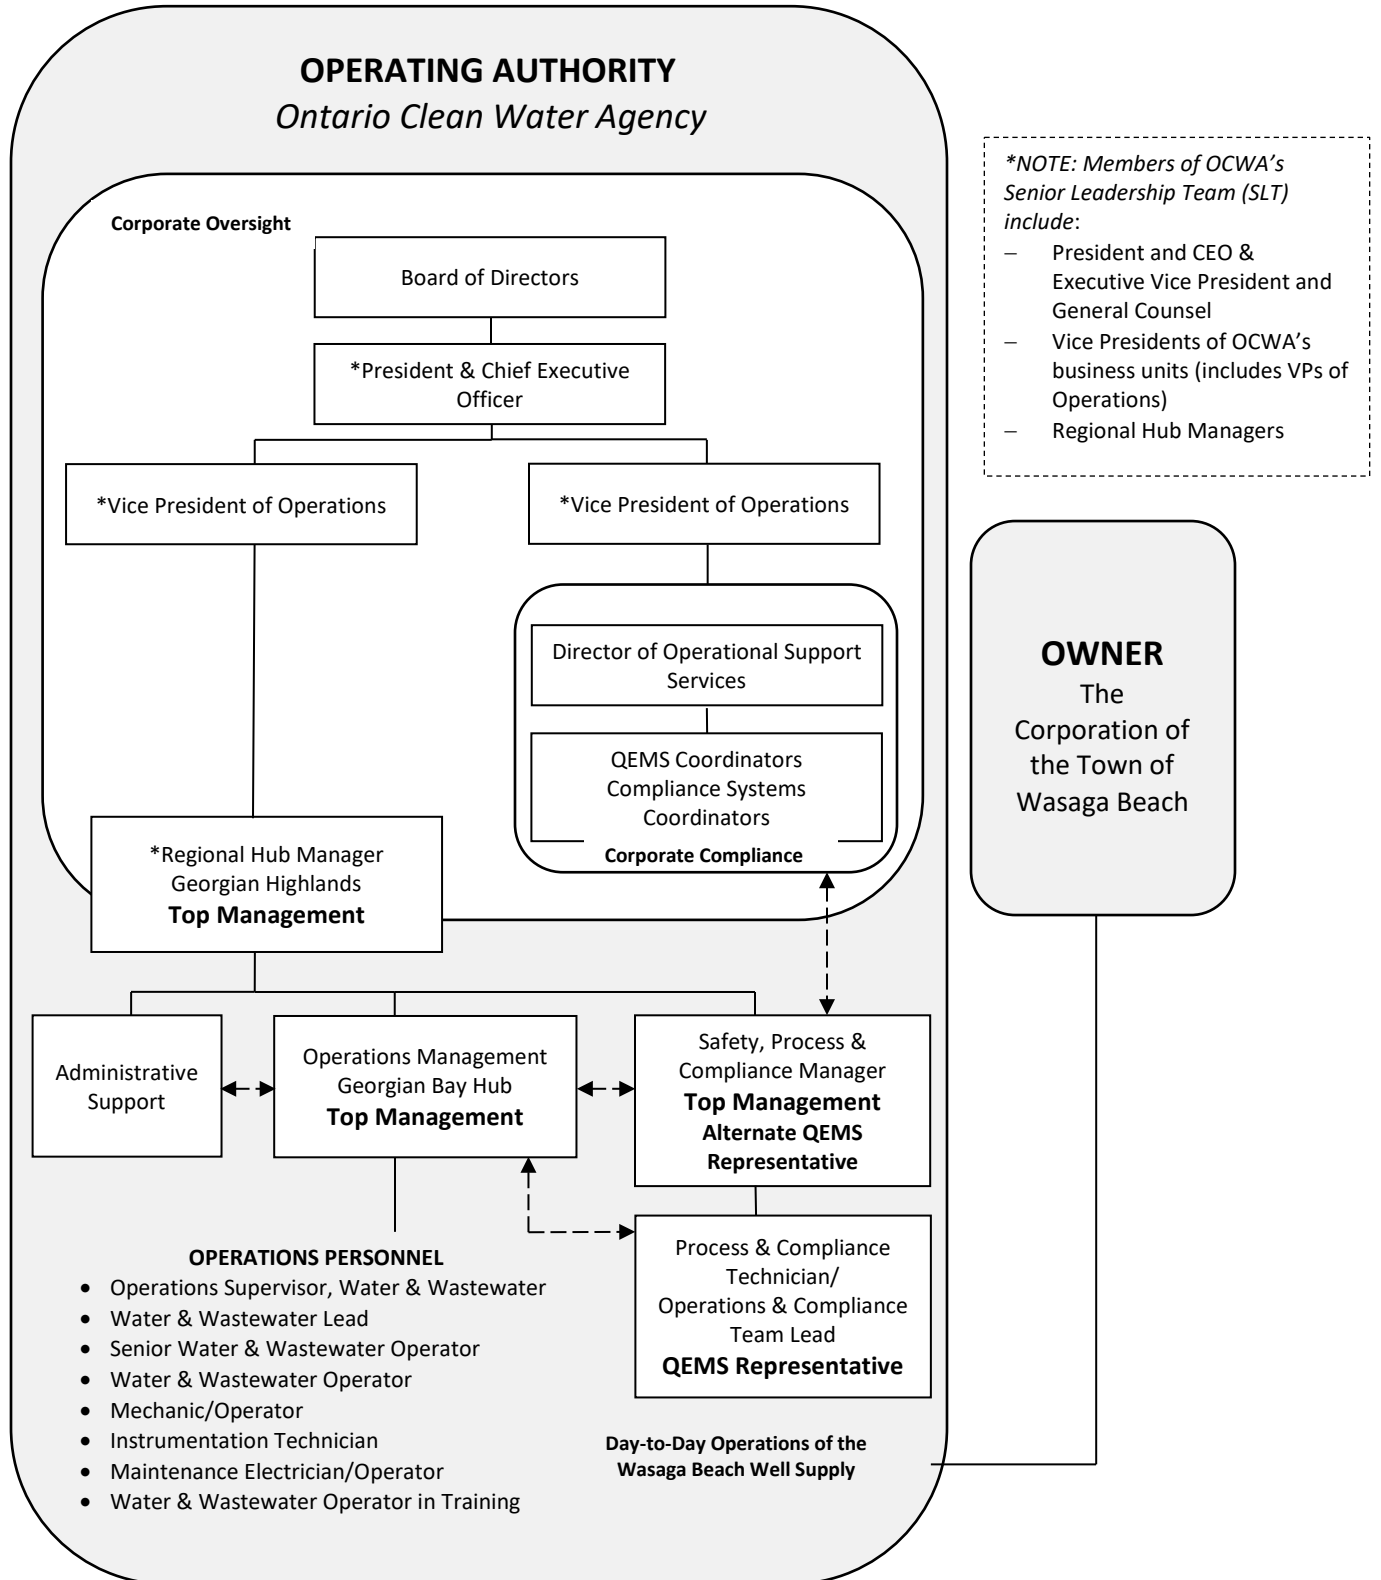 OPERATING AUTHORITY
Ontario Clean Water Agency
Corporate Oversight
Board of Directors
*President & Chief Executive
Officer
*Vice President of Operations
*Vice President of Operations
Director of Operational Support
Services
QEMS Coordinators
Compliance Systems
Coordinators
Corporate Compliance
*Regional Hub Manager
Georgian Highlands
Top Management
Administrative
Support
Operations Management
Georgian Bay Hub
Top Management
Safety, Process &
Compliance Manager
Top Management
Alternate QEMS
Representative
Process & Compliance
Technician/
Operations & Compliance
Team Lead
QEMS Representative
OPERATIONS PERSONNEL
• Operations Supervisor, Water & Wastewater
• Water & Wastewater Lead
• Senior Water & Wastewater Operator
• Water & Wastewater Operator
• Mechanic/Operator
• Instrumentation Technician
• Maintenance Electrician/Operator
• Water & Wastewater Operator in Training
Day-to-Day Operations of the
Wasaga Beach Well Supply
*NOTE: Members of OCWA's
Senior Leadership Team (SLT)
include:
– President and CEO &
Executive Vice President and
General Counsel
– Vice Presidents of OCWA's
business units (includes VPs of
Operations)
– Regional Hub Managers
OWNER
The
Corporation of
the Town of
Wasaga Beach